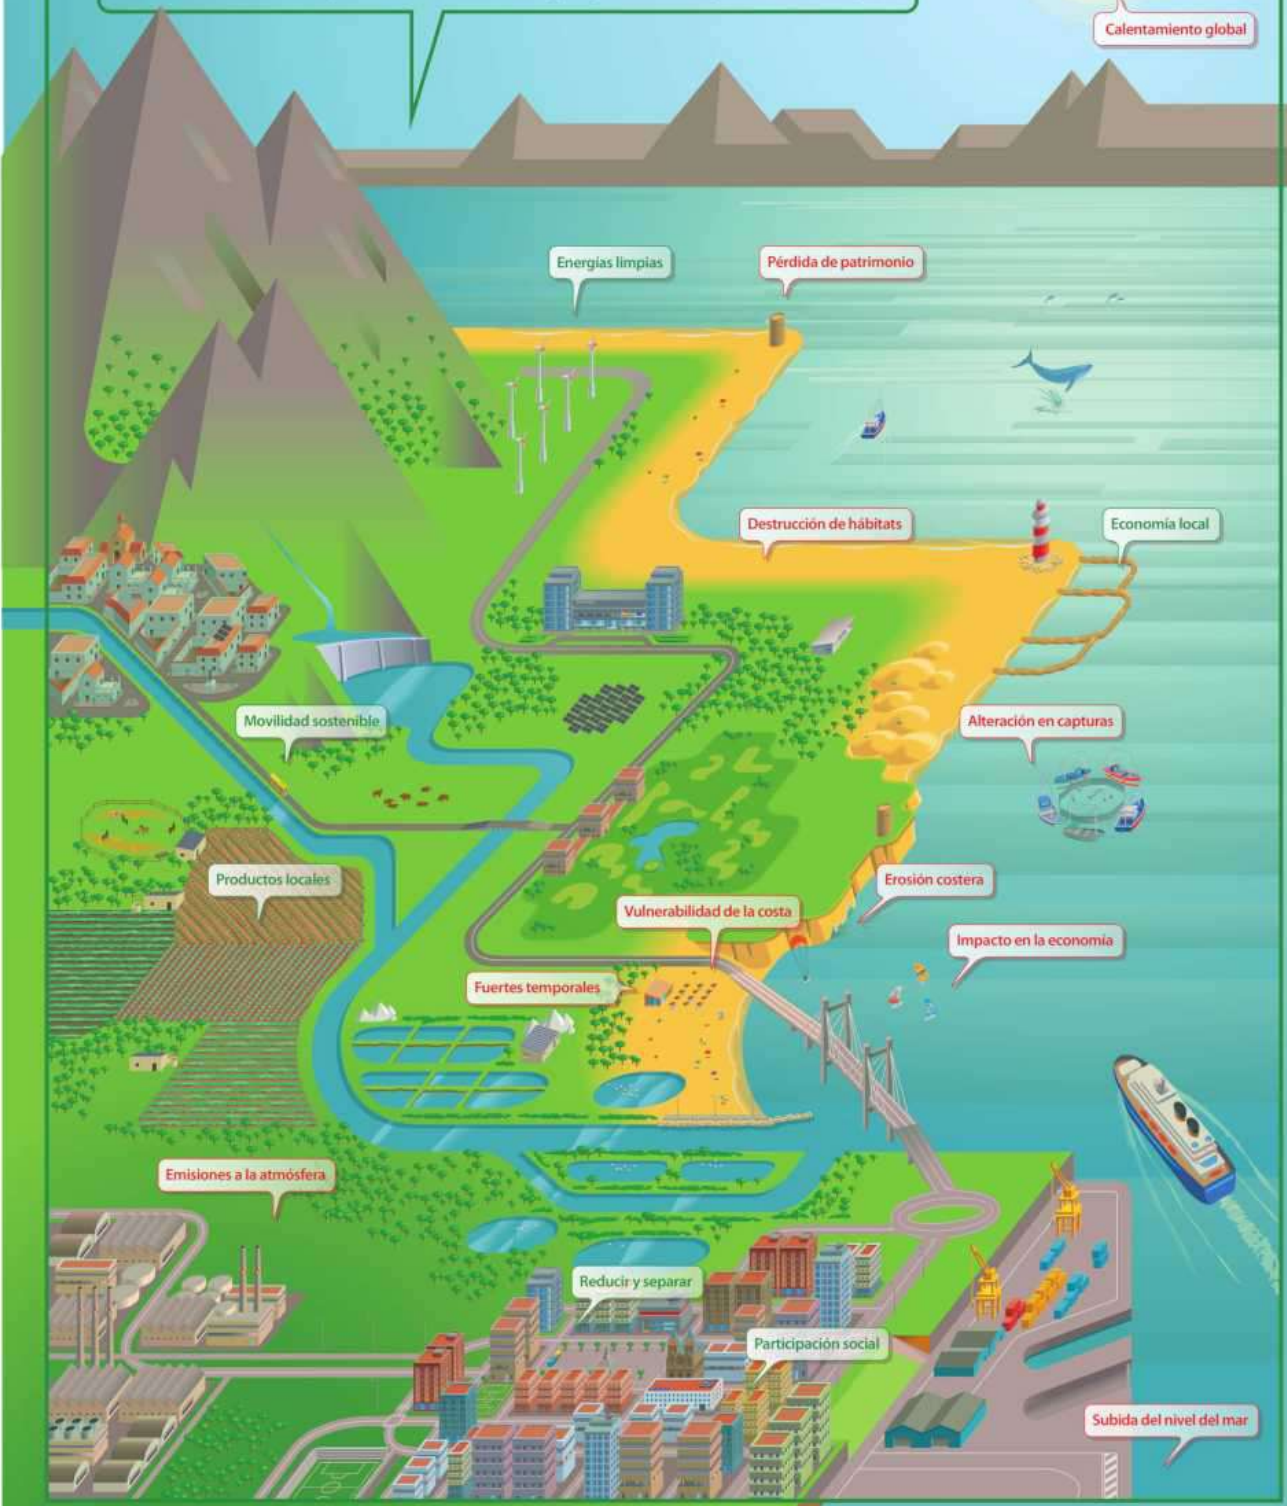 Calentamiento global
Energías limpias
Pérdida de patrimonio
Destrucción de hábitats
Economía local
Movilidad sostenible
Alteración en capturas
Productos locales
Erosión costera
Vulnerabilidad de la costa
Impacto en la economía
Fuertes temporales
Emisiones a la atmósfera
Reducir y separar
Participación social
Subida del nivel del mar